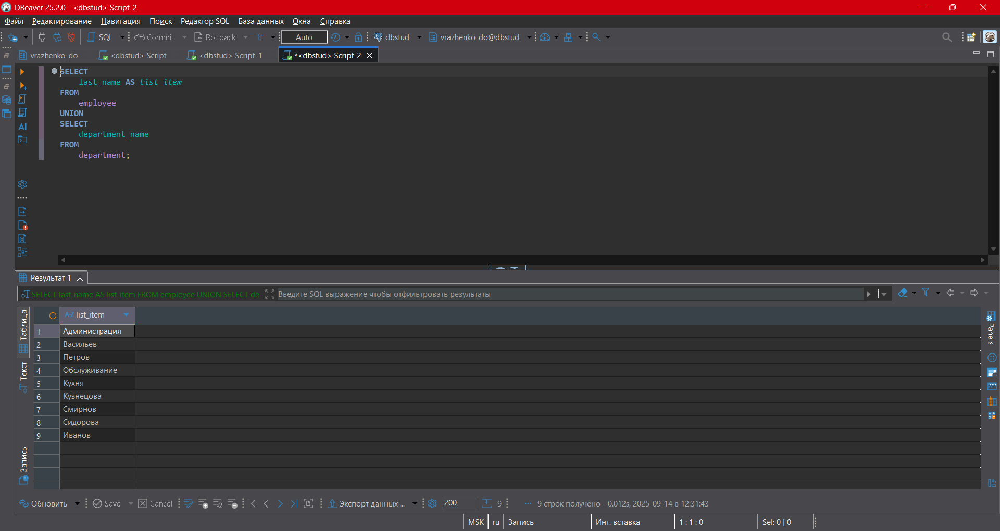 DBeaver 25.2.0 - <dbstud> Script-2
Файл Редактирование Навигация Поиск Редактор SQL База данных Окна Справка
SQL Commit Rollback Auto dbstud vrazhenko_do@dbstud
vrazhenko_do <dbstud> Script <dbstud> Script-1 *<dbstud> Script-2
SELECT
last_name AS list_item
FROM
employee
UNION
SELECT
department_name
FROM
department;
AI
Результат 1
SELECT last_name AS list_item FROM employee UNION SELECT de Введите SQL выражение чтобы отфильтровать результаты
Таблица
Текст
Запись
Panels
A-Z list_item
1 Администрация
2 Васильев
3 Петров
4 Обслуживание
5 Кухня
6 Кузнецова
7 Смирнов
8 Сидорова
9 Иванов
Обновить Save Cancel Экспорт данных ... 200 9 9 строк получено - 0.012s, 2025-09-14 в 12:31:43
MSK ru Запись Инт. вставка 1 : 1 : 0 Sel: 0 | 0